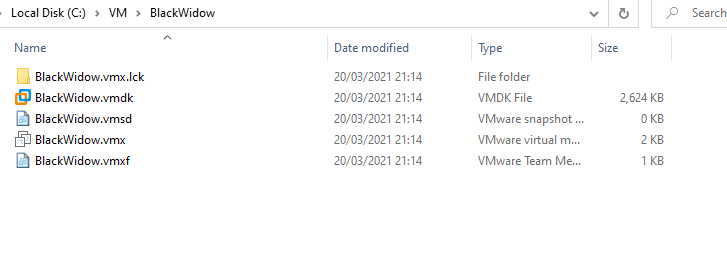 Local Disk (C:) > VM > BlackWidow Search
Name Date modified Type Size
BlackWidow.vmx.lck 20/03/2021 21:14 File folder
BlackWidow.vmdk 20/03/2021 21:14 VMDK File 2,624 KB
BlackWidow.vmsd 20/03/2021 21:14 VMware snapshot ... 0 KB
BlackWidow.vmx 20/03/2021 21:14 VMware virtual m... 2 KB
BlackWidow.vmxf 20/03/2021 21:14 VMware Team Me... 1 KB